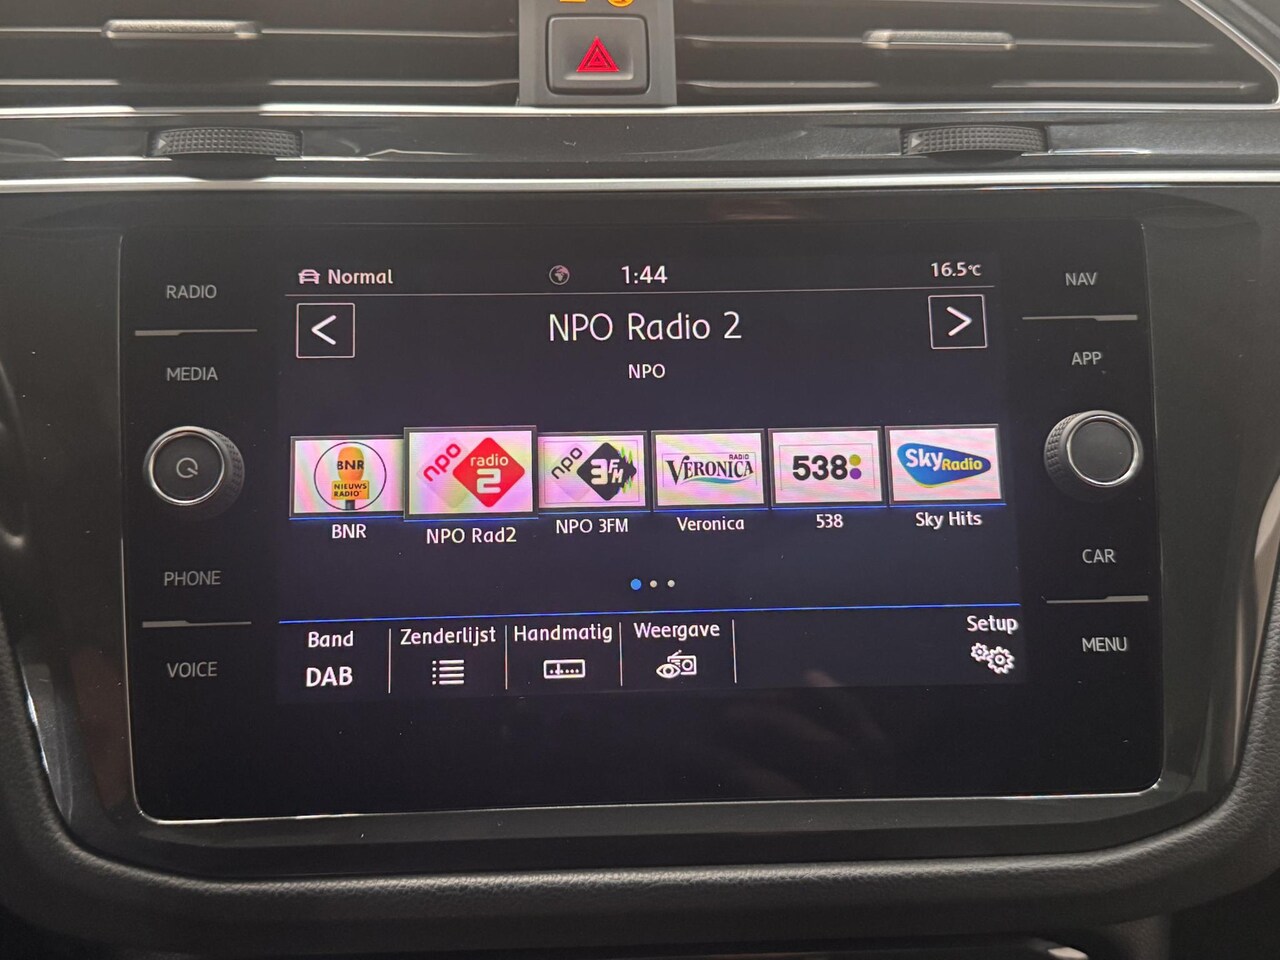 RADIO
MEDIA
PHONE
VOICE
Normal
1:44
16.5°C
NPO Radio 2
NPO
BNR
NIEUWS
RADIO
npo radio 2
npo 3FM
RADIO
VERONICA
538
Sky Radio
BNR
NPO Rad2
NPO 3FM
Veronica
538
Sky Hits
Band
DAB
Zenderlijst
Handmatig
Weergave
Setup
NAV
APP
CAR
MENU